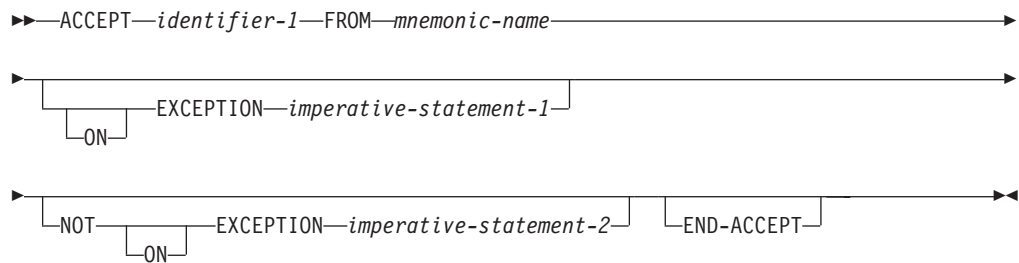 ACCEPT identifier-1 FROM mnemonic-name
EXCEPTION imperative-statement-1
ON
NOT EXCEPTION imperative-statement-2 END-ACCEPT
ON